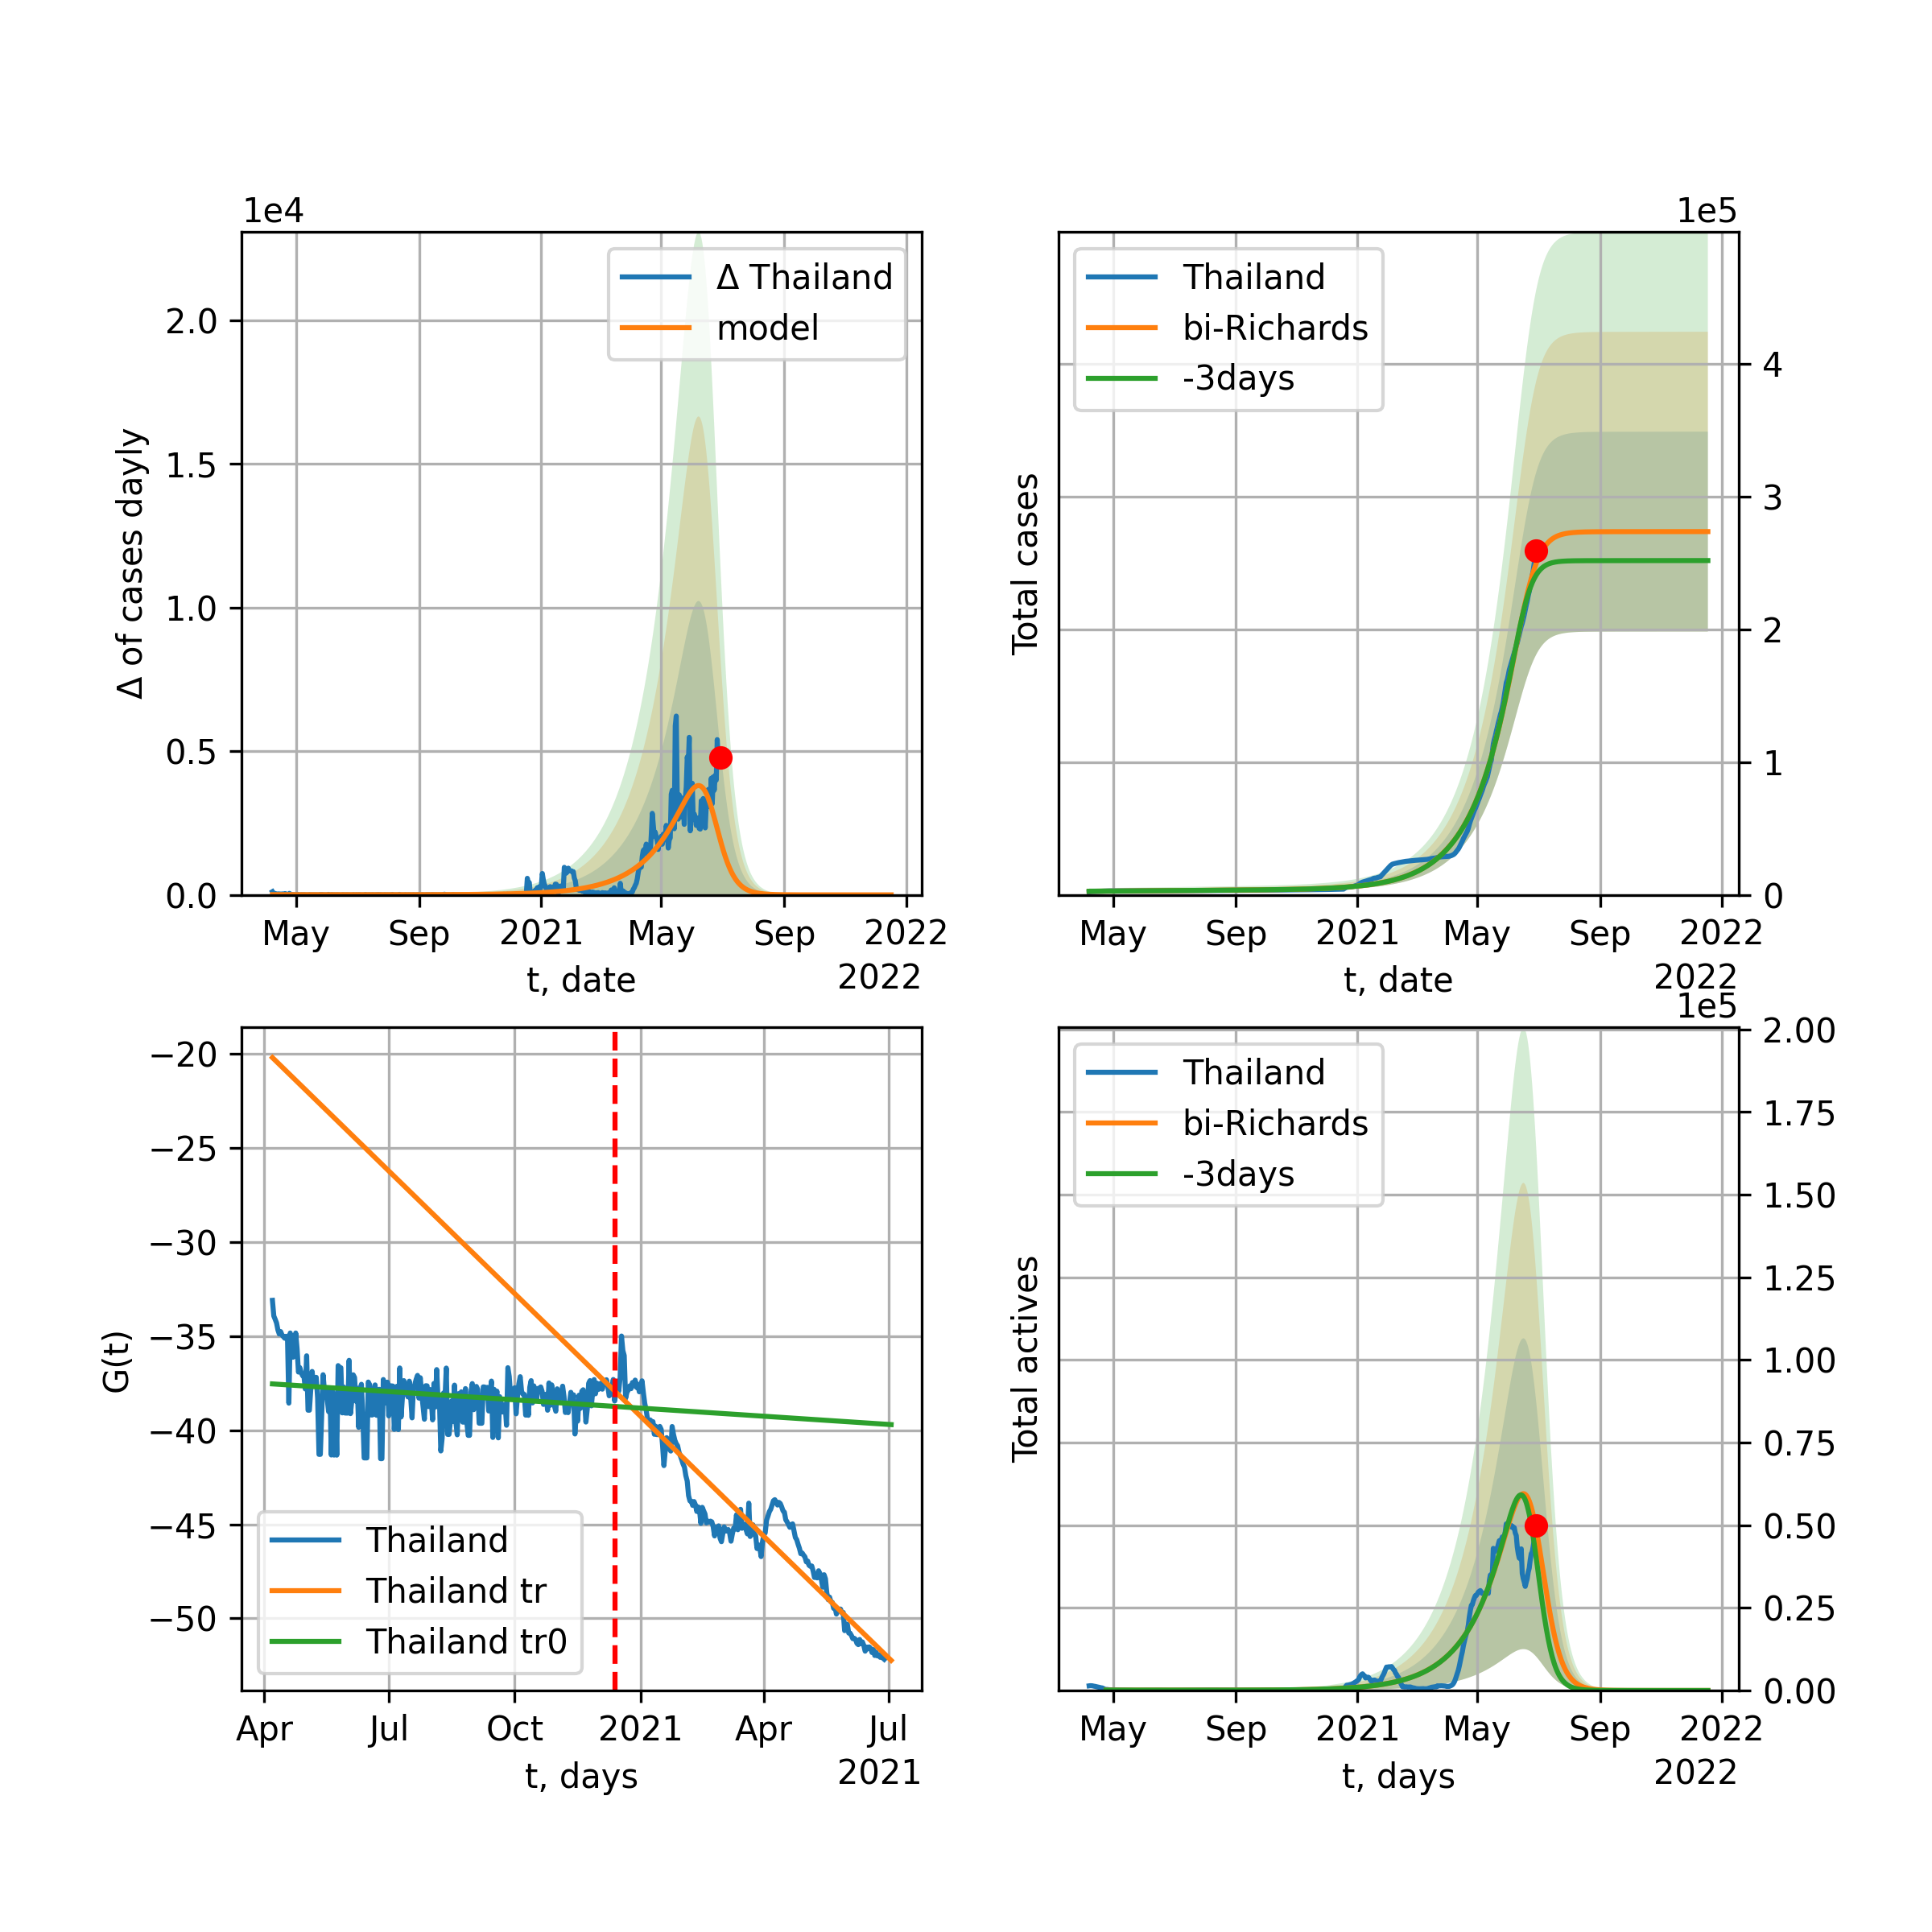 1e4
Δ of cases dayly
2.0
1.5
1.0
0.5
0.0
Δ Thailand
model
May Sep 2021 May Sep 2022
t, date 2022
1e5
Total cases
Thailand
bi-Richards
-3days
4
3
2
1
0
May Sep 2021 May Sep 2022
t, date 2022
G(t)
−20
−25
−30
−35
−40
−45
−50
Thailand
Thailand tr
Thailand tr0
Apr Jul Oct 2021 Apr Jul
t, days 2021
1e5
Total actives
Thailand
bi-Richards
-3days
2.00
1.75
1.50
1.25
1.00
0.75
0.50
0.25
0.00
May Sep 2021 May Sep 2022
t, days 2022